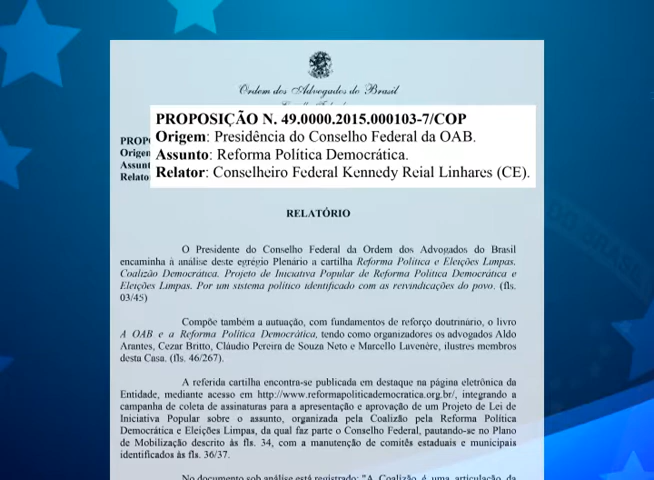 Ordem dos Advogados do Brasil
PROPOSIÇÃO N. 49.0000.2015.000103-7/COP
Origem: Presidência do Conselho Federal da OAB.
Assunto: Reforma Política Democrática.
Relator: Conselheiro Federal Kennedy Reial Linhares (CE).
PROP
Origen
Assunt
Relato
RELATÓRIO
O Presidente do Conselho Federal da Ordem dos Advogados do Brasil
encaminha à análise deste egrégio Plenário a cartilha Reforma Política e Eleições Limpas.
Coalizão Democrática. Projeto de Iniciativa Popular de Reforma Política Democrática e
Eleições Limpas. Por um sistema político identificado com as reivindicações do povo. (fls.
03/45)
Compõe também a autuação, com fundamentos de reforço doutrinário, o livro
A OAB e a Reforma Política Democrática, tendo como organizadores os advogados Aldo
Arantes, Cezar Britto, Cláudio Pereira de Souza Neto e Marcello Lavenère, ilustres membros
desta Casa. (fls. 46/267).
A referida cartilha encontra-se publicada em destaque na página eletrônica da
Entidade, mediante acesso em http://www.reformapoliticademocratica.org.br/, integrando a
campanha de coleta de assinaturas para a apresentação e aprovação de um Projeto de Lei de
Iniciativa Popular sobre o assunto, organizada pela Coalizão pela Reforma Política
Democrática e Eleições Limpas, da qual faz parte o Conselho Federal, pautando-se no Plano
de Mobilização descrito às fls. 34, com a manutenção de comitês estaduais e municipais
identificados às fls. 36/37.
No documento sob análise está registrado: "A Coalizão é uma articulação da